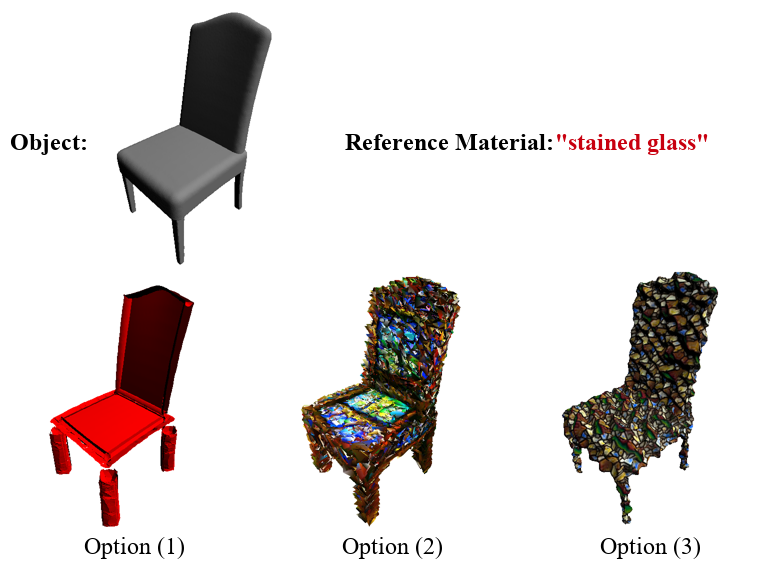 Object:
Reference Material:"stained glass"
Option (1)
Option (2)
Option (3)